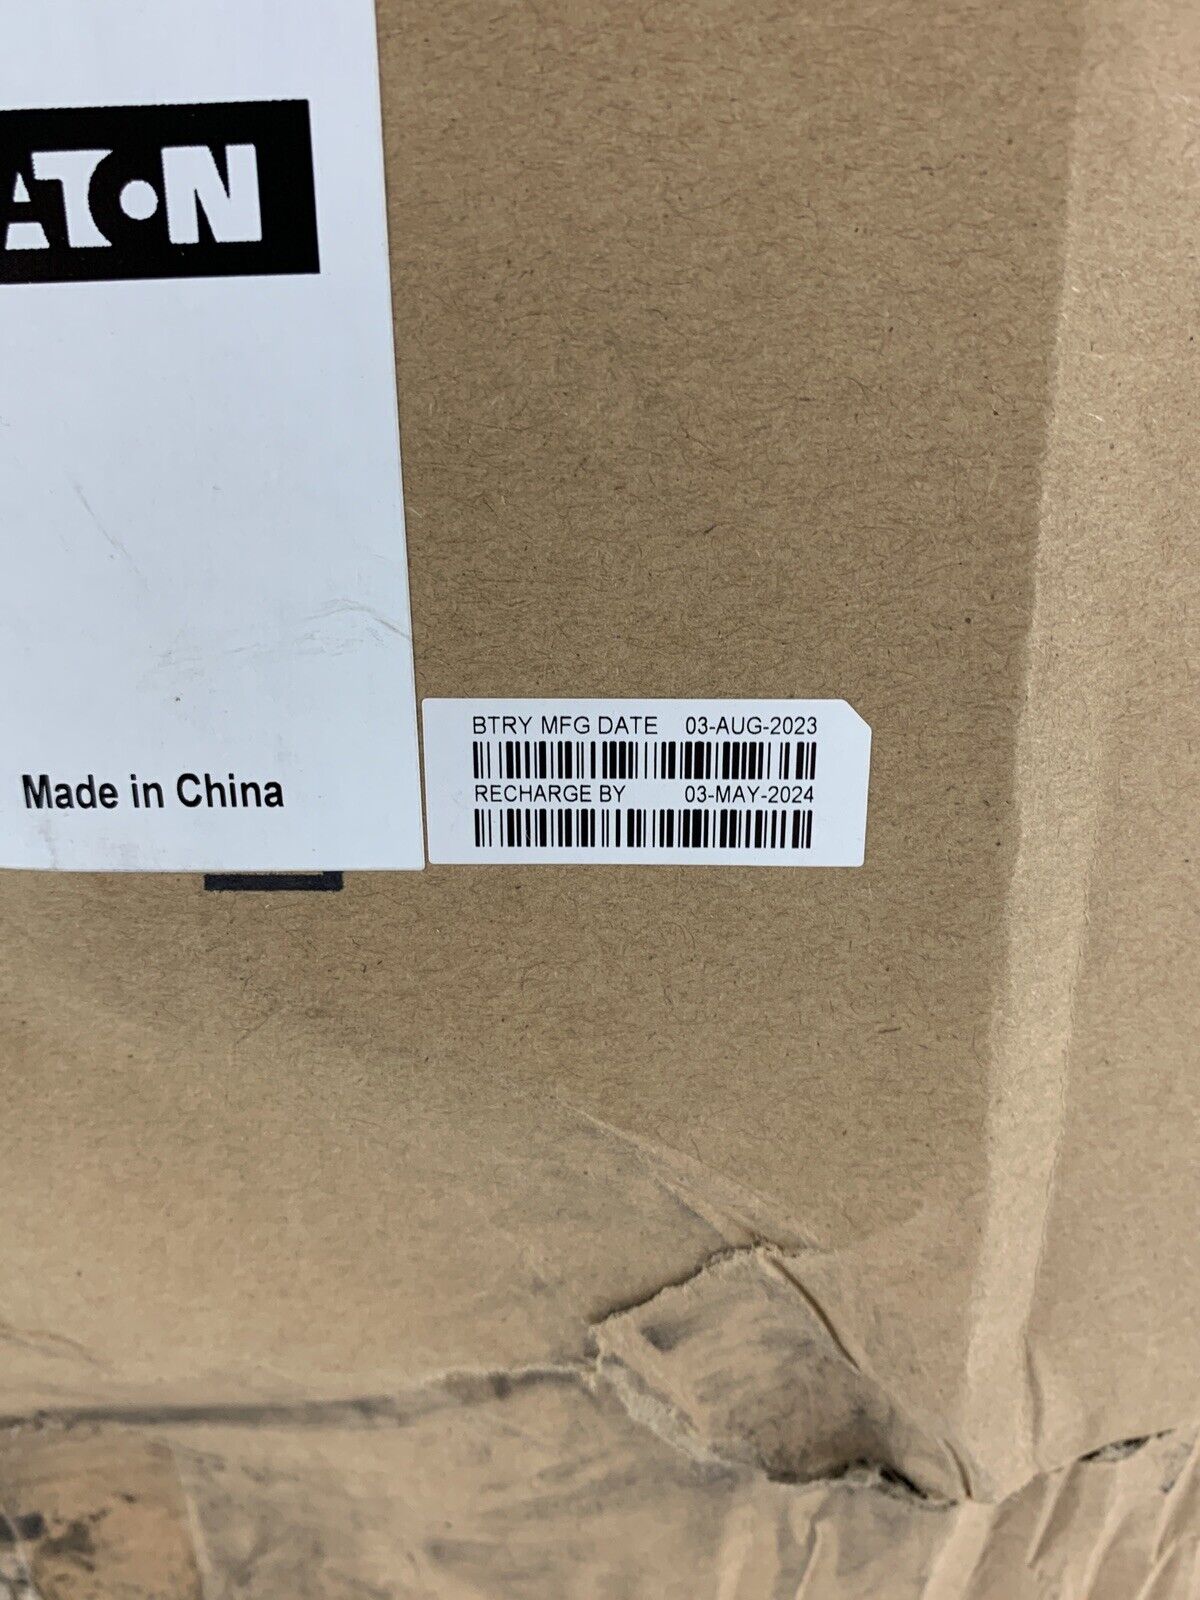 EATON
BTRY MFG DATE 03-AUG-2023
RECHARGE BY 03-MAY-2024
Made in China